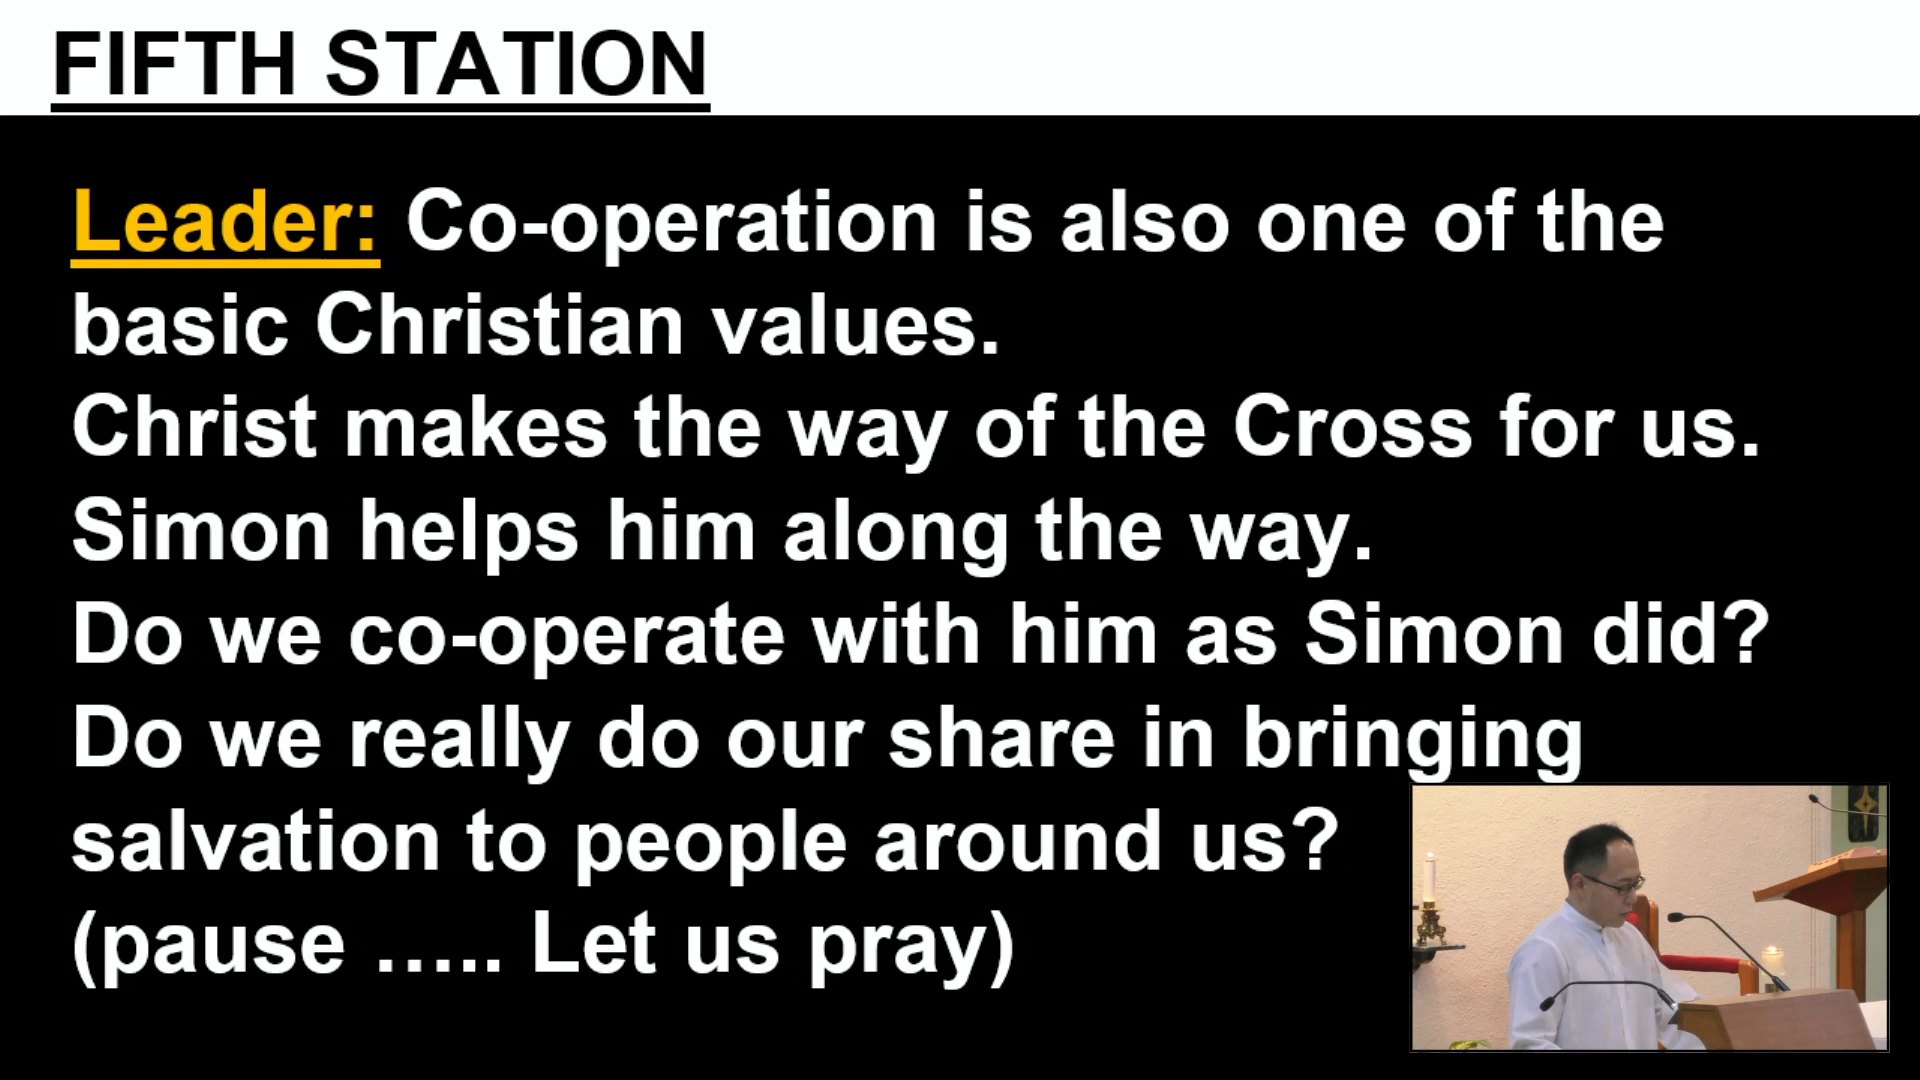 FIFTH STATION
Leader: Co-operation is also one of the
basic Christian values.
Christ makes the way of the Cross for us.
Simon helps him along the way.
Do we co-operate with him as Simon did?
Do we really do our share in bringing
salvation to people around us?
(pause ..... Let us pray)